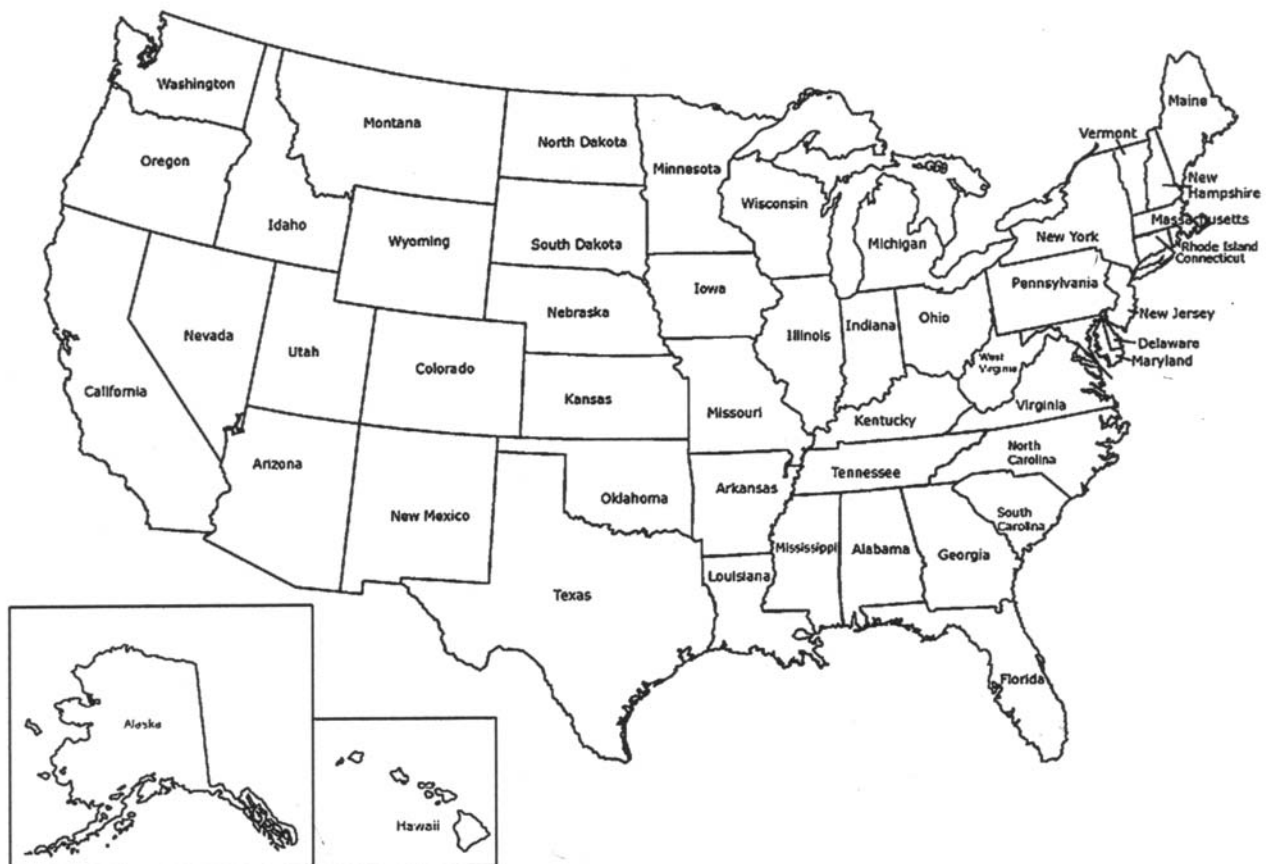 Washington
Maine
Montana
North Dakota
Vermont
Oregon
Minnesota
New
Hampshire
Wisconsin
Idaho
Massachusetts
Wyoming
South Dakota
Michigan
New York
Rhode Island
Connecticut
Iowa
Pennsylvania
Nebraska
New Jersey
Nevada
Illinois
Indiana
Ohio
Utah
Delaware
Colorado
West
Virginia
Maryland
California
Kansas
Missouri
Kentucky
Virginia
Arizona
North
Carolina
Tennessee
Oklahoma
Arkansas
New Mexico
South
Carolina
Mississippi
Alabama
Georgia
Louisiana
Texas
Florida
Alaska
Hawaii